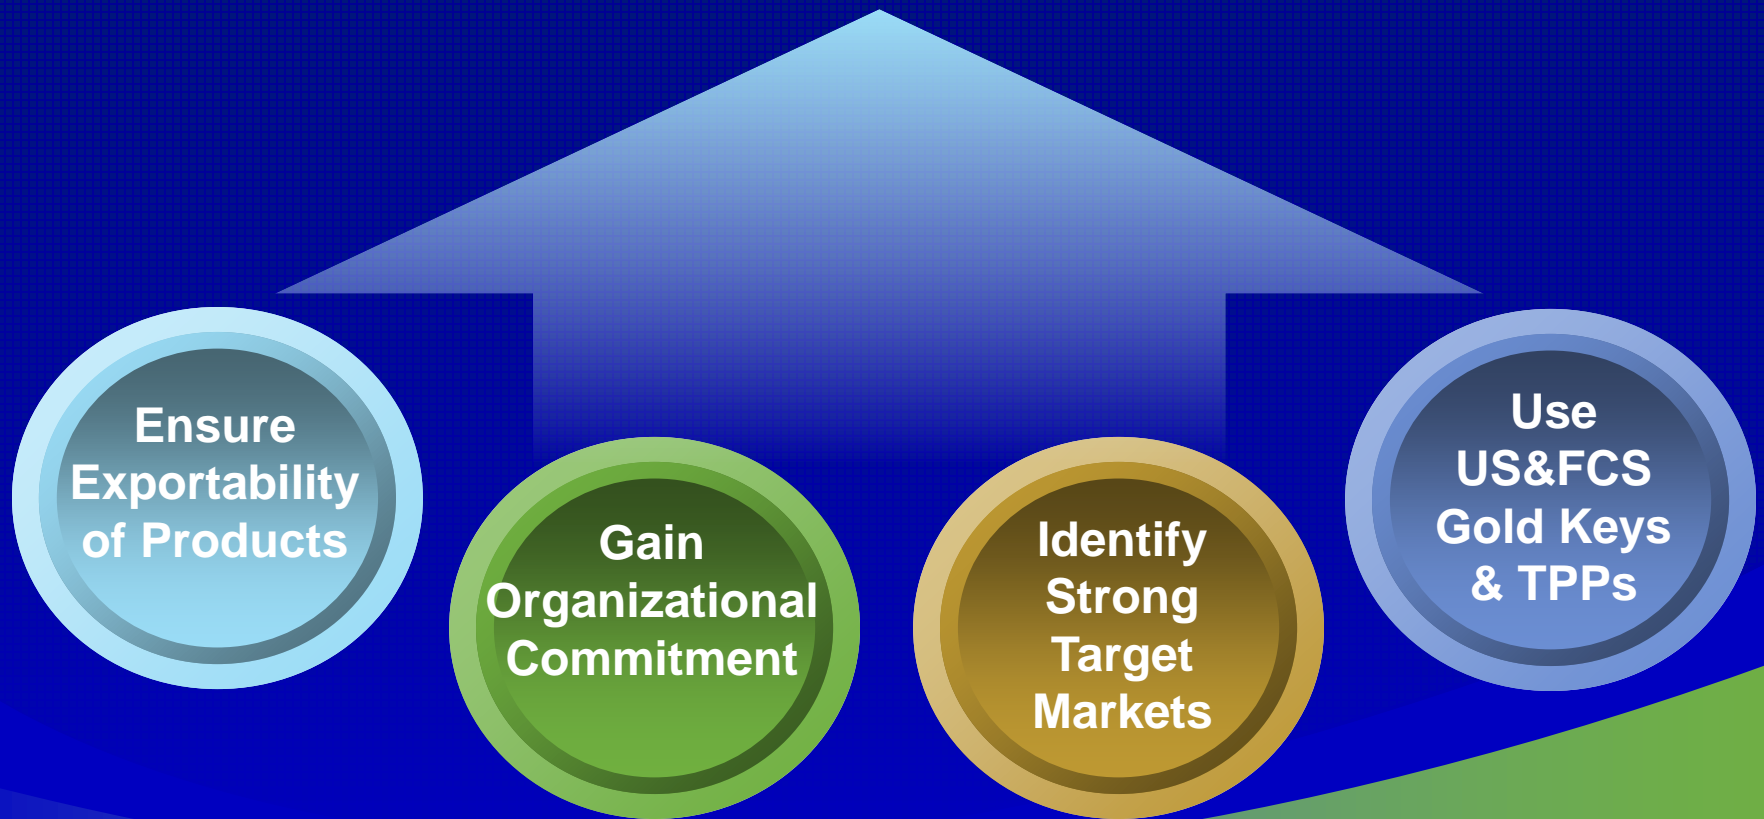 Ensure
Exportability
of Products
Gain
Organizational
Commitment
Identify
Strong
Target
Markets
Use
US&FCS
Gold Keys
& TPPs